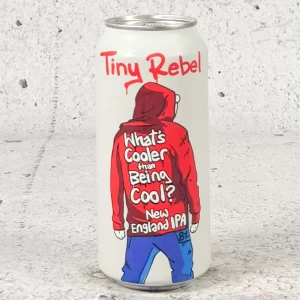 Tiny Rebel
What's
Cooler
than
Being
Cool?
New
England IPA